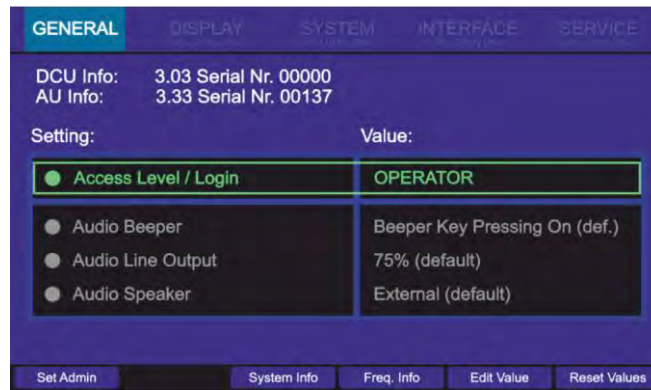 GENERAL DISPLAY SYSTEM INTERFACE SERVICE
DCU Info: 3.03 Serial Nr. 00000
AU Info: 3.33 Serial Nr. 00137
Setting: Value:
Access Level / Login OPERATOR
Audio Beeper Beeper Key Pressing On (def.)
Audio Line Output 75% (default)
Audio Speaker External (default)
Set Admin System Info Freq. Info Edit Value Reset Values